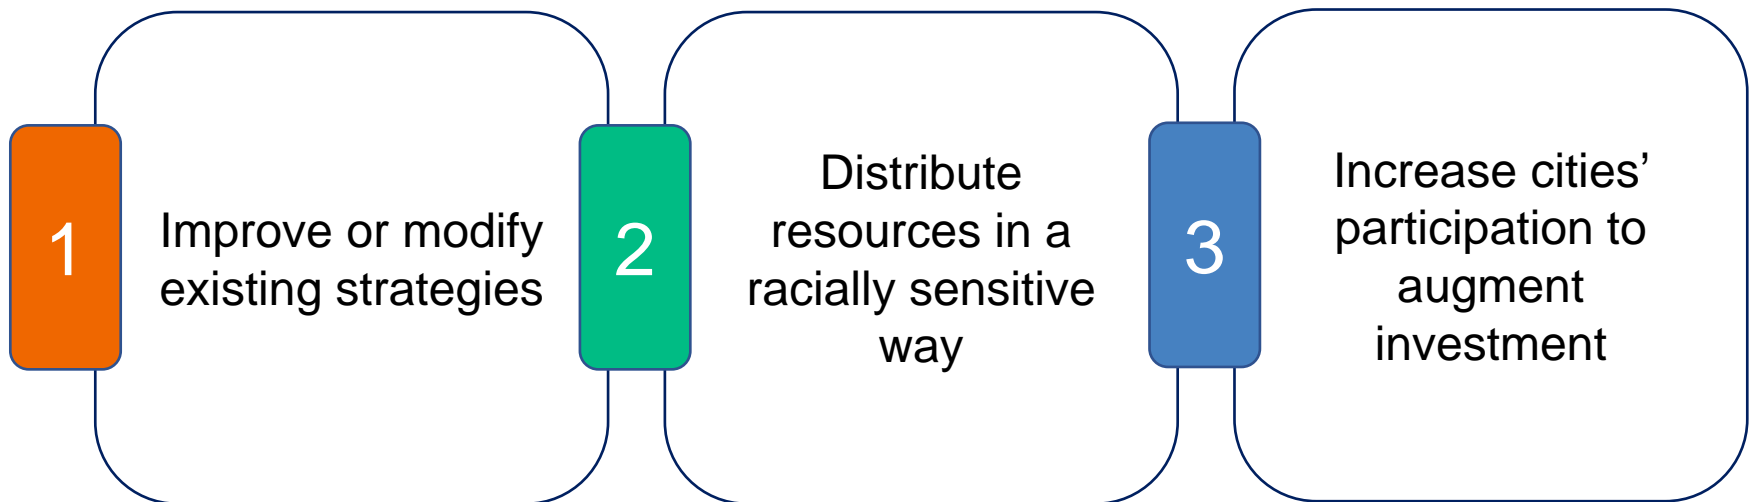 1
Improve or modify
existing strategies
2
Distribute
resources in a
racially sensitive
way
3
Increase cities’
participation to
augment
investment